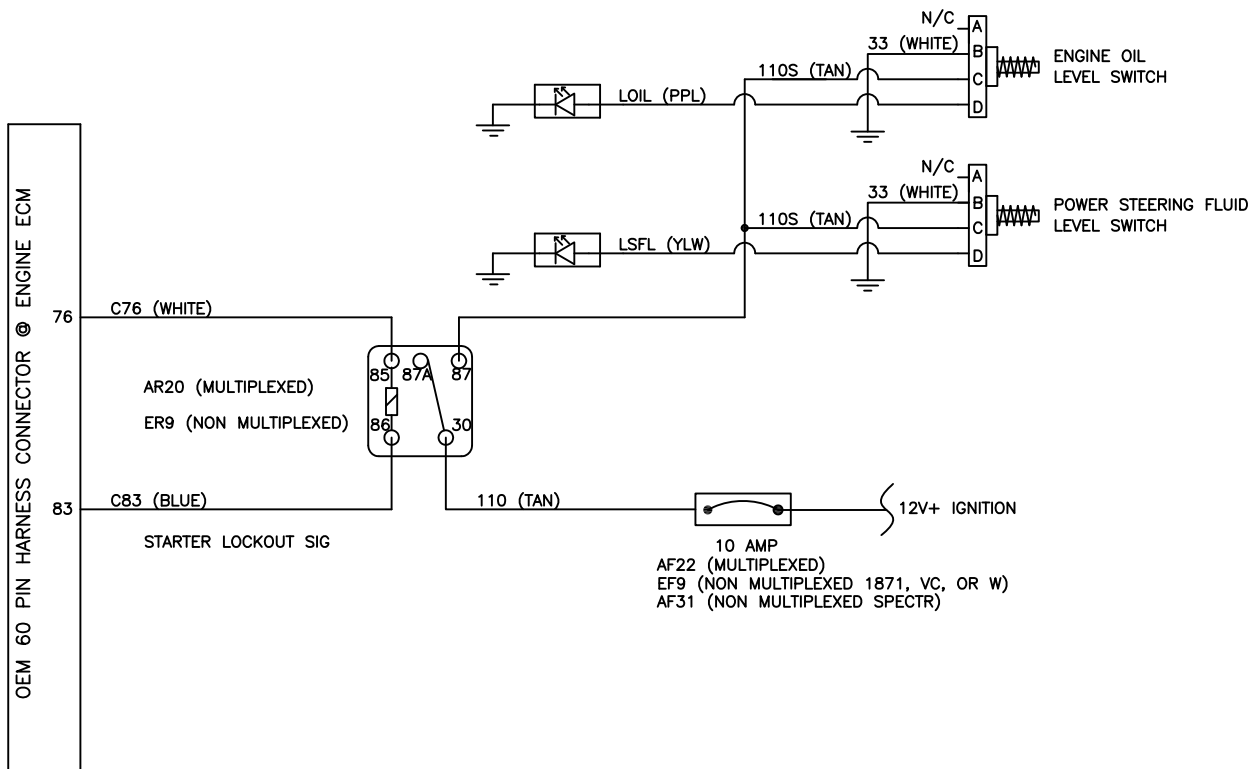 N/C
A
33 (WHITE)
B
ENGINE OIL
LEVEL SWITCH
110S (TAN)
C
LOIL (PPL)
D
N/C
A
33 (WHITE)
B
POWER STEERING FLUID
LEVEL SWITCH
110S (TAN)
C
LSFL (YLW)
D
OEM 60 PIN HARNESS CONNECTOR @ ENGINE ECM
76
C76 (WHITE)
85
87A
87
AR20 (MULTIPLEXED)
ER9 (NON MULTIPLEXED)
86
30
83
C83 (BLUE)
110 (TAN)
12V+ IGNITION
STARTER LOCKOUT SIG
10 AMP
AF22 (MULTIPLEXED)
EF9 (NON MULTIPLEXED 1871, VC, OR W)
AF31 (NON MULTIPLEXED SPECTR)